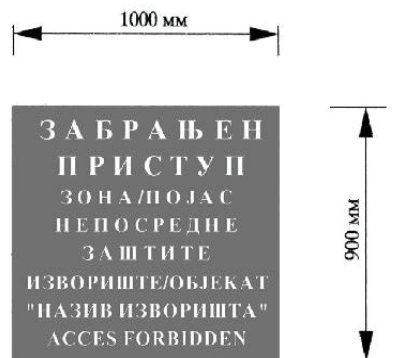 1000 мм
ЗАБРАЊЕН
ПРИСТУП
ЗОНА/ПОЈАС
НЕПОСРЕДНЕ
ЗАШТИТЕ
ИЗВОРИШТЕ/ОБЈЕКАТ
"НАЗИВ ИЗВОРИШТА"
ACCES FORBIDDEN
900 мм